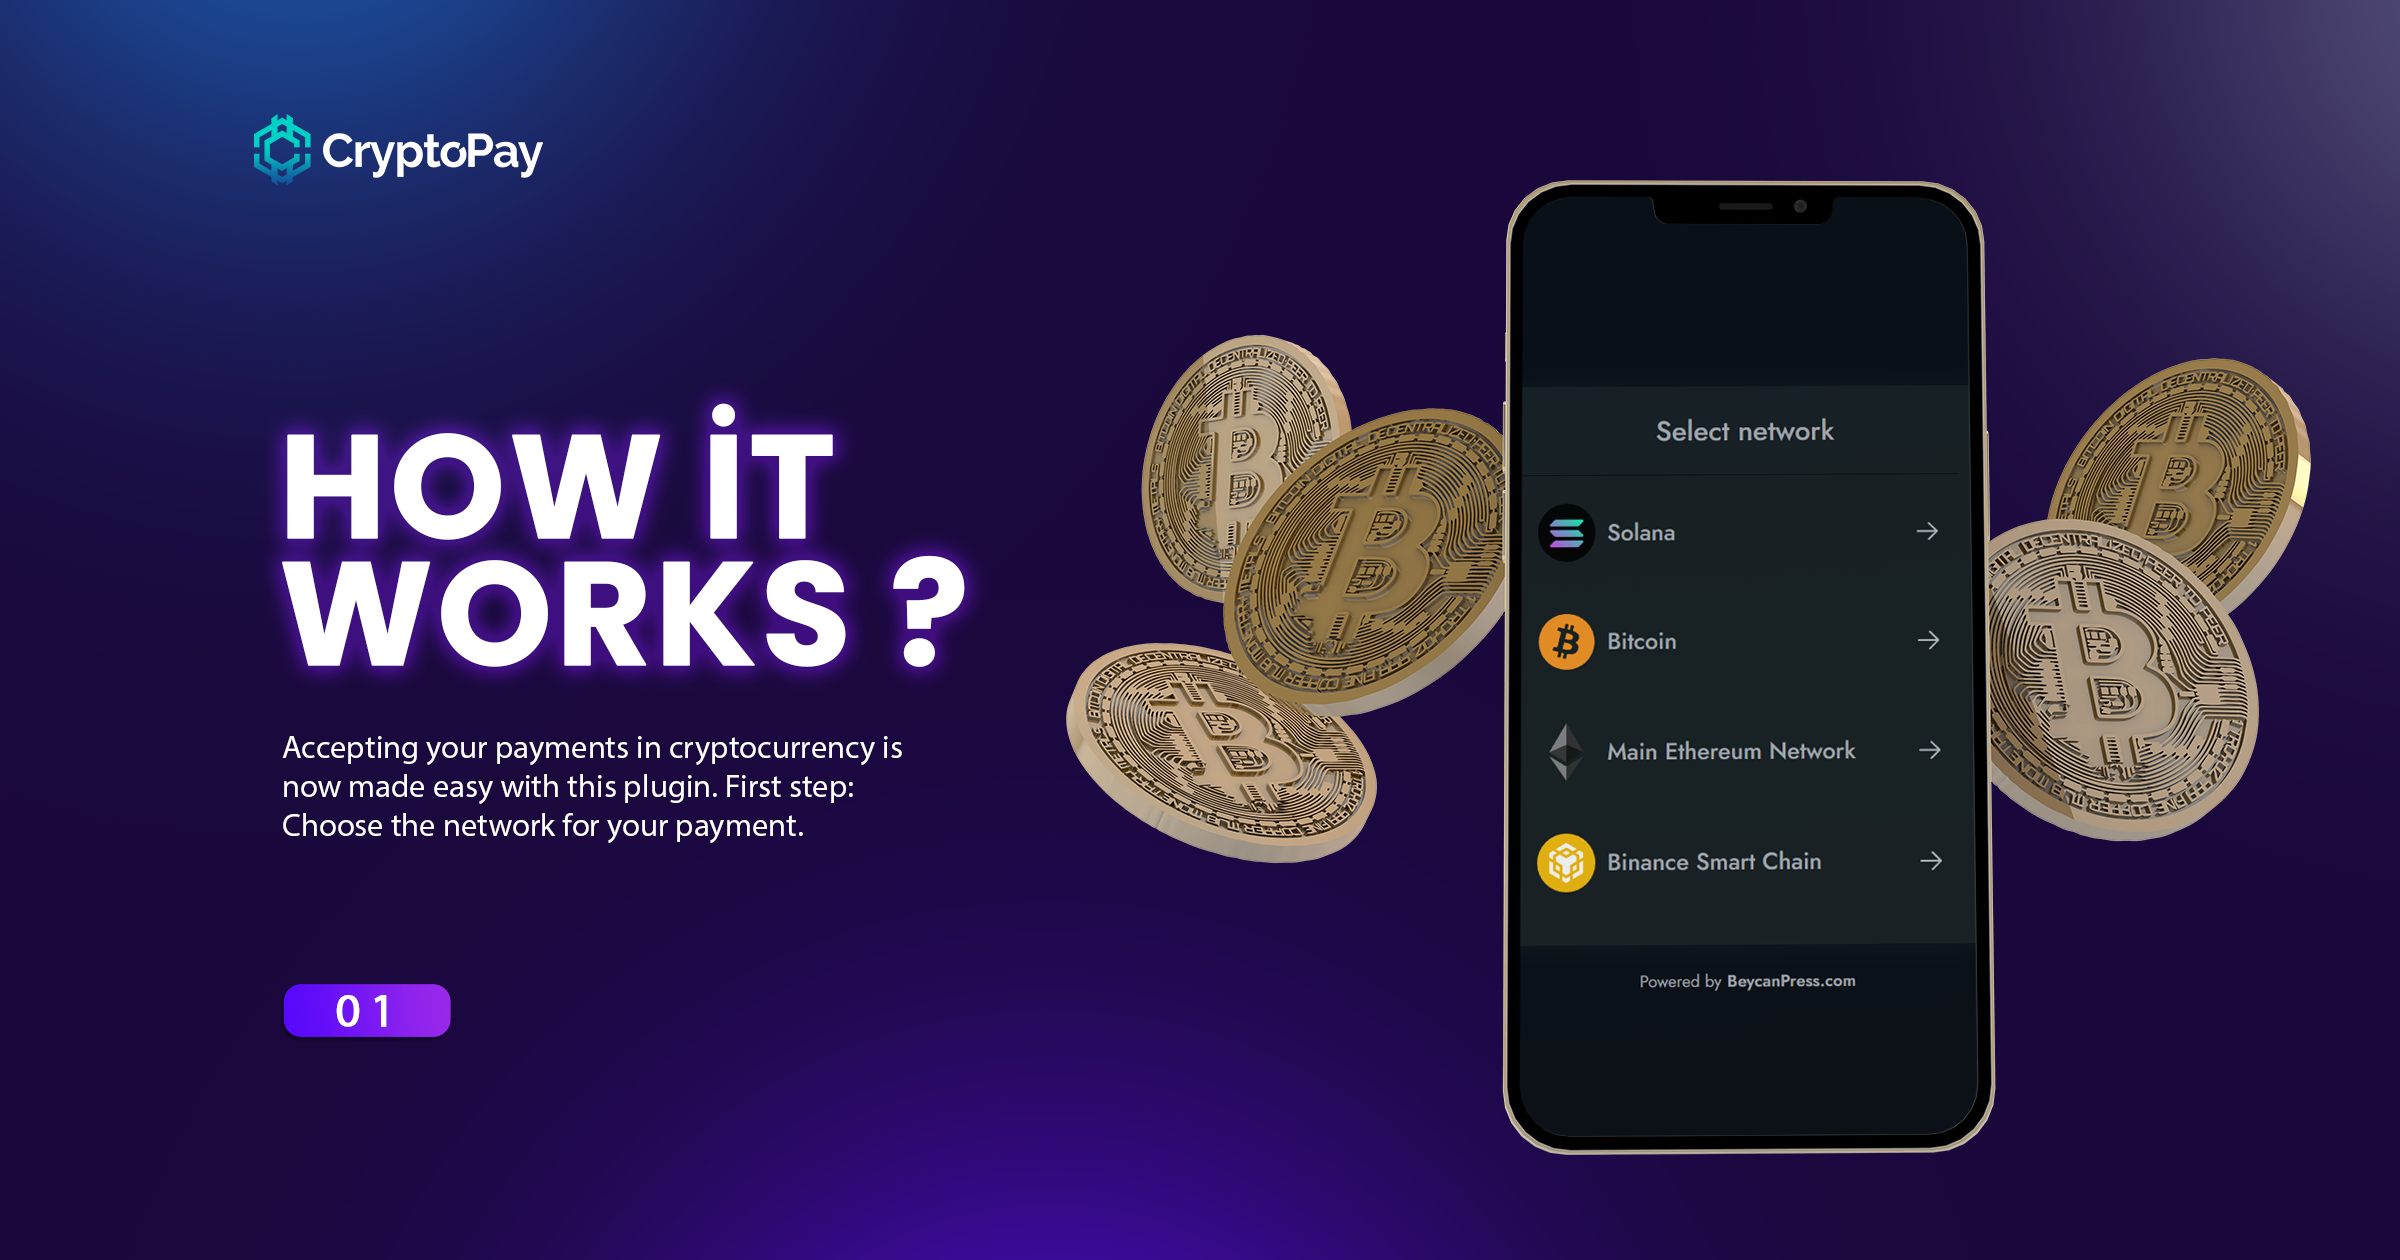 CryptoPay
HOW İT
WORKS ?
Accepting your payments in cryptocurrency is
now made easy with this plugin. First step:
Choose the network for your payment.
01
Select network
Solana
Bitcoin
Main Ethereum Network
Binance Smart Chain
Powered by BeycanPress.com